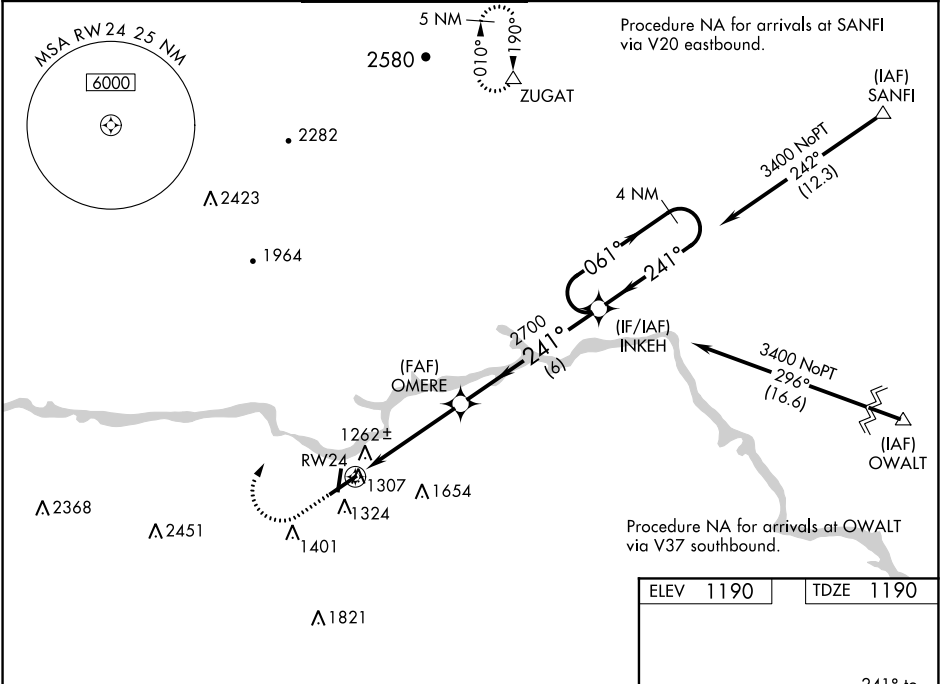 MSA RW 24 25 NM
6000
5 NM
010°
190°
2580
ZUGAT
Procedure NA for arrivals at SANFI
via V20 eastbound.
(IAF)
SANFI
2282
3400 NoPT
242°
(12.3)
2423
4 NM
1964
061°
241°
(IF/IAF)
INKEH
2700
241°
(6)
(FAF)
OMERE
3400 NoPT
296°
(16.6)
(IAF)
OWALT
1262±
RW24
1307
1654
1324
2368
2451
1401
Procedure NA for arrivals at OWALT
via V37 southbound.
1821
ELEV 1190
TDZE 1190